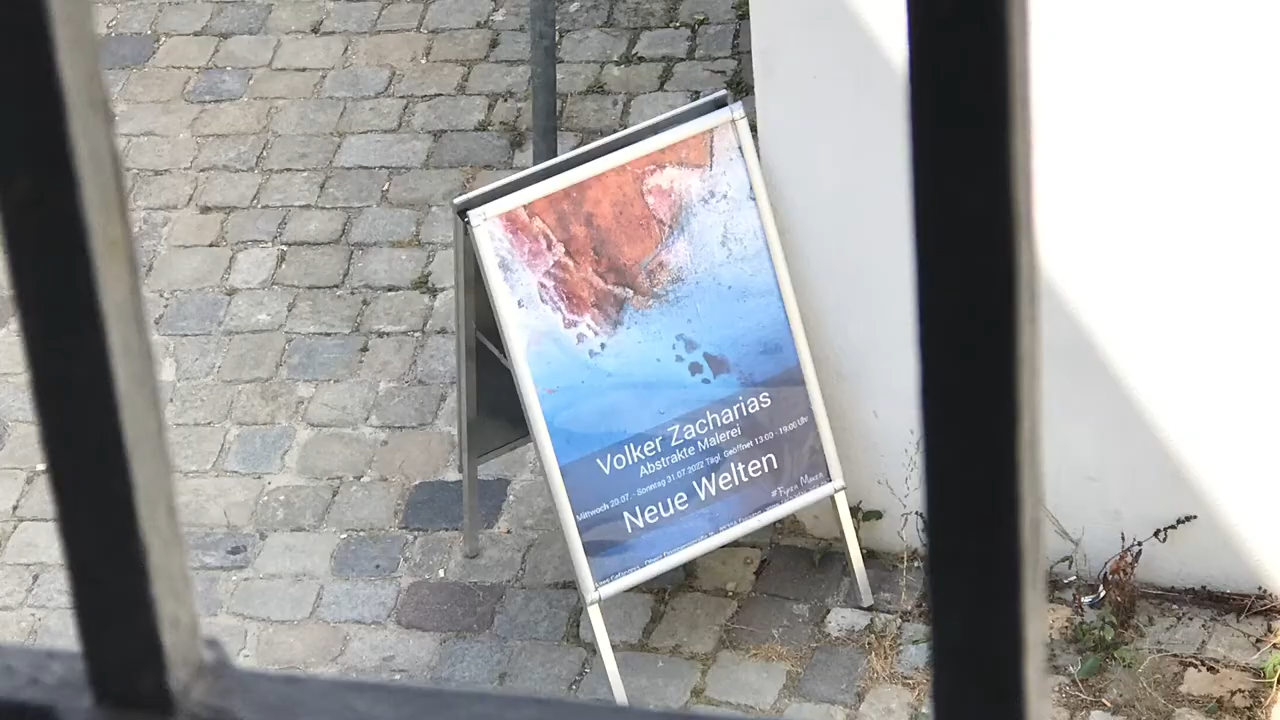 Volker Zacharias
Abstrakte Malerei
Mittwoch 20.07. - Sonntag 31.07.2022 Tägl. Geöffnet 13:00 - 19:00 Uhr
Neue Welten